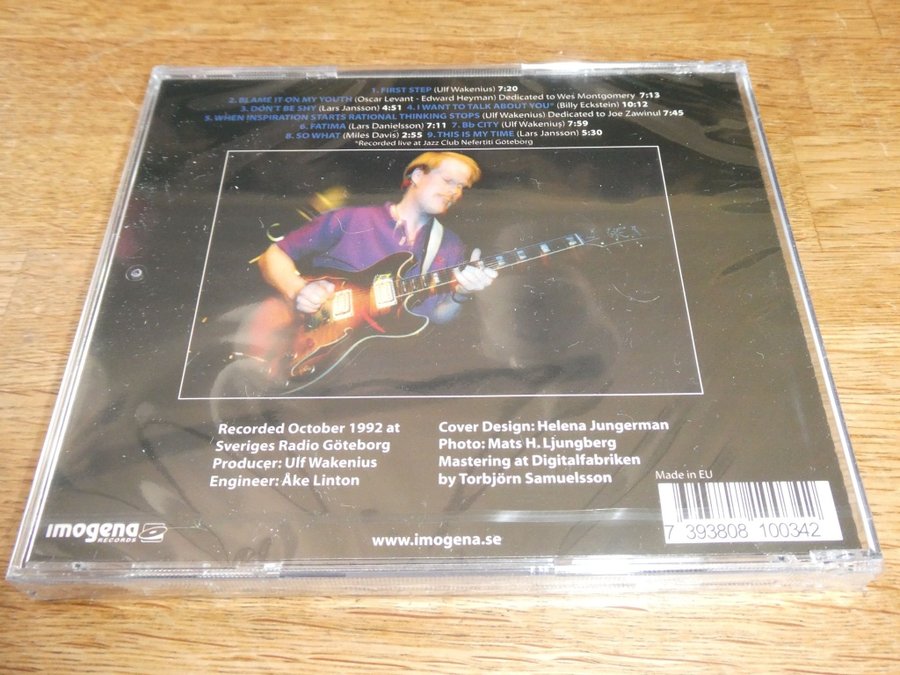 1. FIRST STEP (Ulf Wakenius) 7:20
2. BLAME IT ON MY YOUTH (Oscar Levant - Edward Heyman) Dedicated to Wes Montgomery 7:13
3. DON'T BE SHY (Lars Jansson) 4:51 4. I WANT TO TALK ABOUT YOU* (Billy Eckstein) 10:12
5. WHEN INSPIRATION STARTS RATIONAL THINKING STOPS (Ulf Wakenius) Dedicated to Joe Zawinul 7:45
6. FATIMA (Lars Danielsson) 7:11 7. Bb CITY (Ulf Wakenius) 7:59
8. SO WHAT (Miles Davis) 2:55 9. THIS IS MY TIME (Lars Jansson) 5:30
*Recorded live at Jazz Club Nefertiti Göteborg
Recorded October 1992 at
Sveriges Radio Göteborg
Producer: Ulf Wakenius
Engineer: Åke Linton
Cover Design: Helena Jungerman
Photo: Mats H. Ljungberg
Mastering at Digitalfabriken
by Torbjörn Samuelsson
Made in EU
imogena
RECORDS
www.imogena.se
7 393808 100342